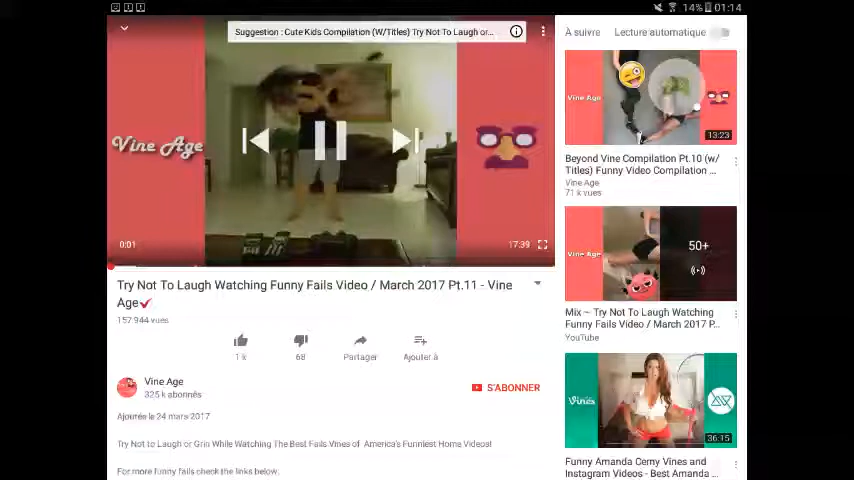 14% 01:14
Suggestion : Cute Kids Compilation (W/Titles) Try Not To Laugh or...
À suivre
Lecture automatique
Vine Age
0:01
17:39
Vine Age
13:23
Beyond Vine Compilation Pt.10 (w/
Titles) Funny Video Compilation ...
Vine Age
71 k vues
Vine Age
50+
Mix ~ Try Not To Laugh Watching
Funny Fails Video / March 2017 P...
YouTube
Vines
36:15
Funny Amanda Cerny Vines and
Instagram Videos - Best Amanda ...
Try Not To Laugh Watching Funny Fails Video / March 2017 Pt.11 - Vine
Age
157 944 vues
1 k
68
Partager
Ajouter à
Vine Age
325 k abonnés
S'ABONNER
Ajoutée le 24 mars 2017
Try Not to Laugh or Grin While Watching The Best Fails Vines of America's Funniest Home Videos!
For more funny fails check the links below: